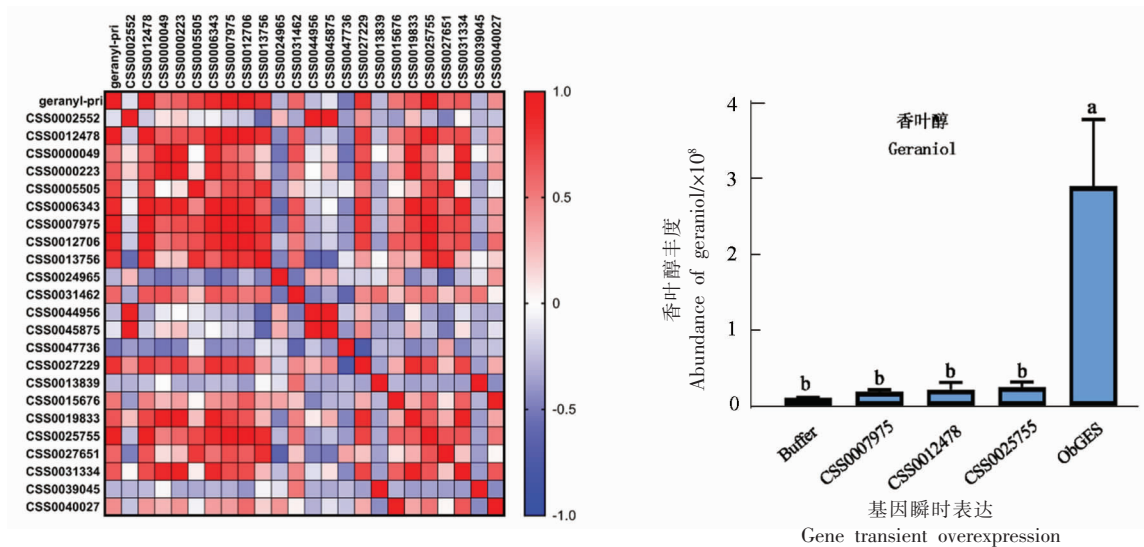 geranyl-pri
CSS0002552
CSS0012478
CSS0000049
CSS0000223
CSS0005505
CSS0006343
CSS0007975
CSS0012706
CSS0013756
CSS0024965
CSS0031462
CSS0044956
CSS0045875
CSS0047736
CSS0027229
CSS0013839
CSS0015676
CSS0019833
CSS0025755
CSS0027651
CSS0031334
CSS0039045
CSS0040027
geranyl-pri
CSS0002552
CSS0012478
CSS0000049
CSS0000223
CSS0005505
CSS0006343
CSS0007975
CSS0012706
CSS0013756
CSS0024965
CSS0031462
CSS0044956
CSS0045875
CSS0047736
CSS0027229
CSS0013839
CSS0015676
CSS0019833
CSS0025755
CSS0027651
CSS0031334
CSS0039045
CSS0040027
1.0
0.5
0
-0.5
-1.0
香叶醇丰度
Abundance of geraniol/×10⁸
4
3
2
1
0
香叶醇
Geraniol
b
b
b
b
a
Buffer
CSS0007975
CSS0012478
CSS0025755
ObGES
基因瞬时表达
Gene transient overexpression